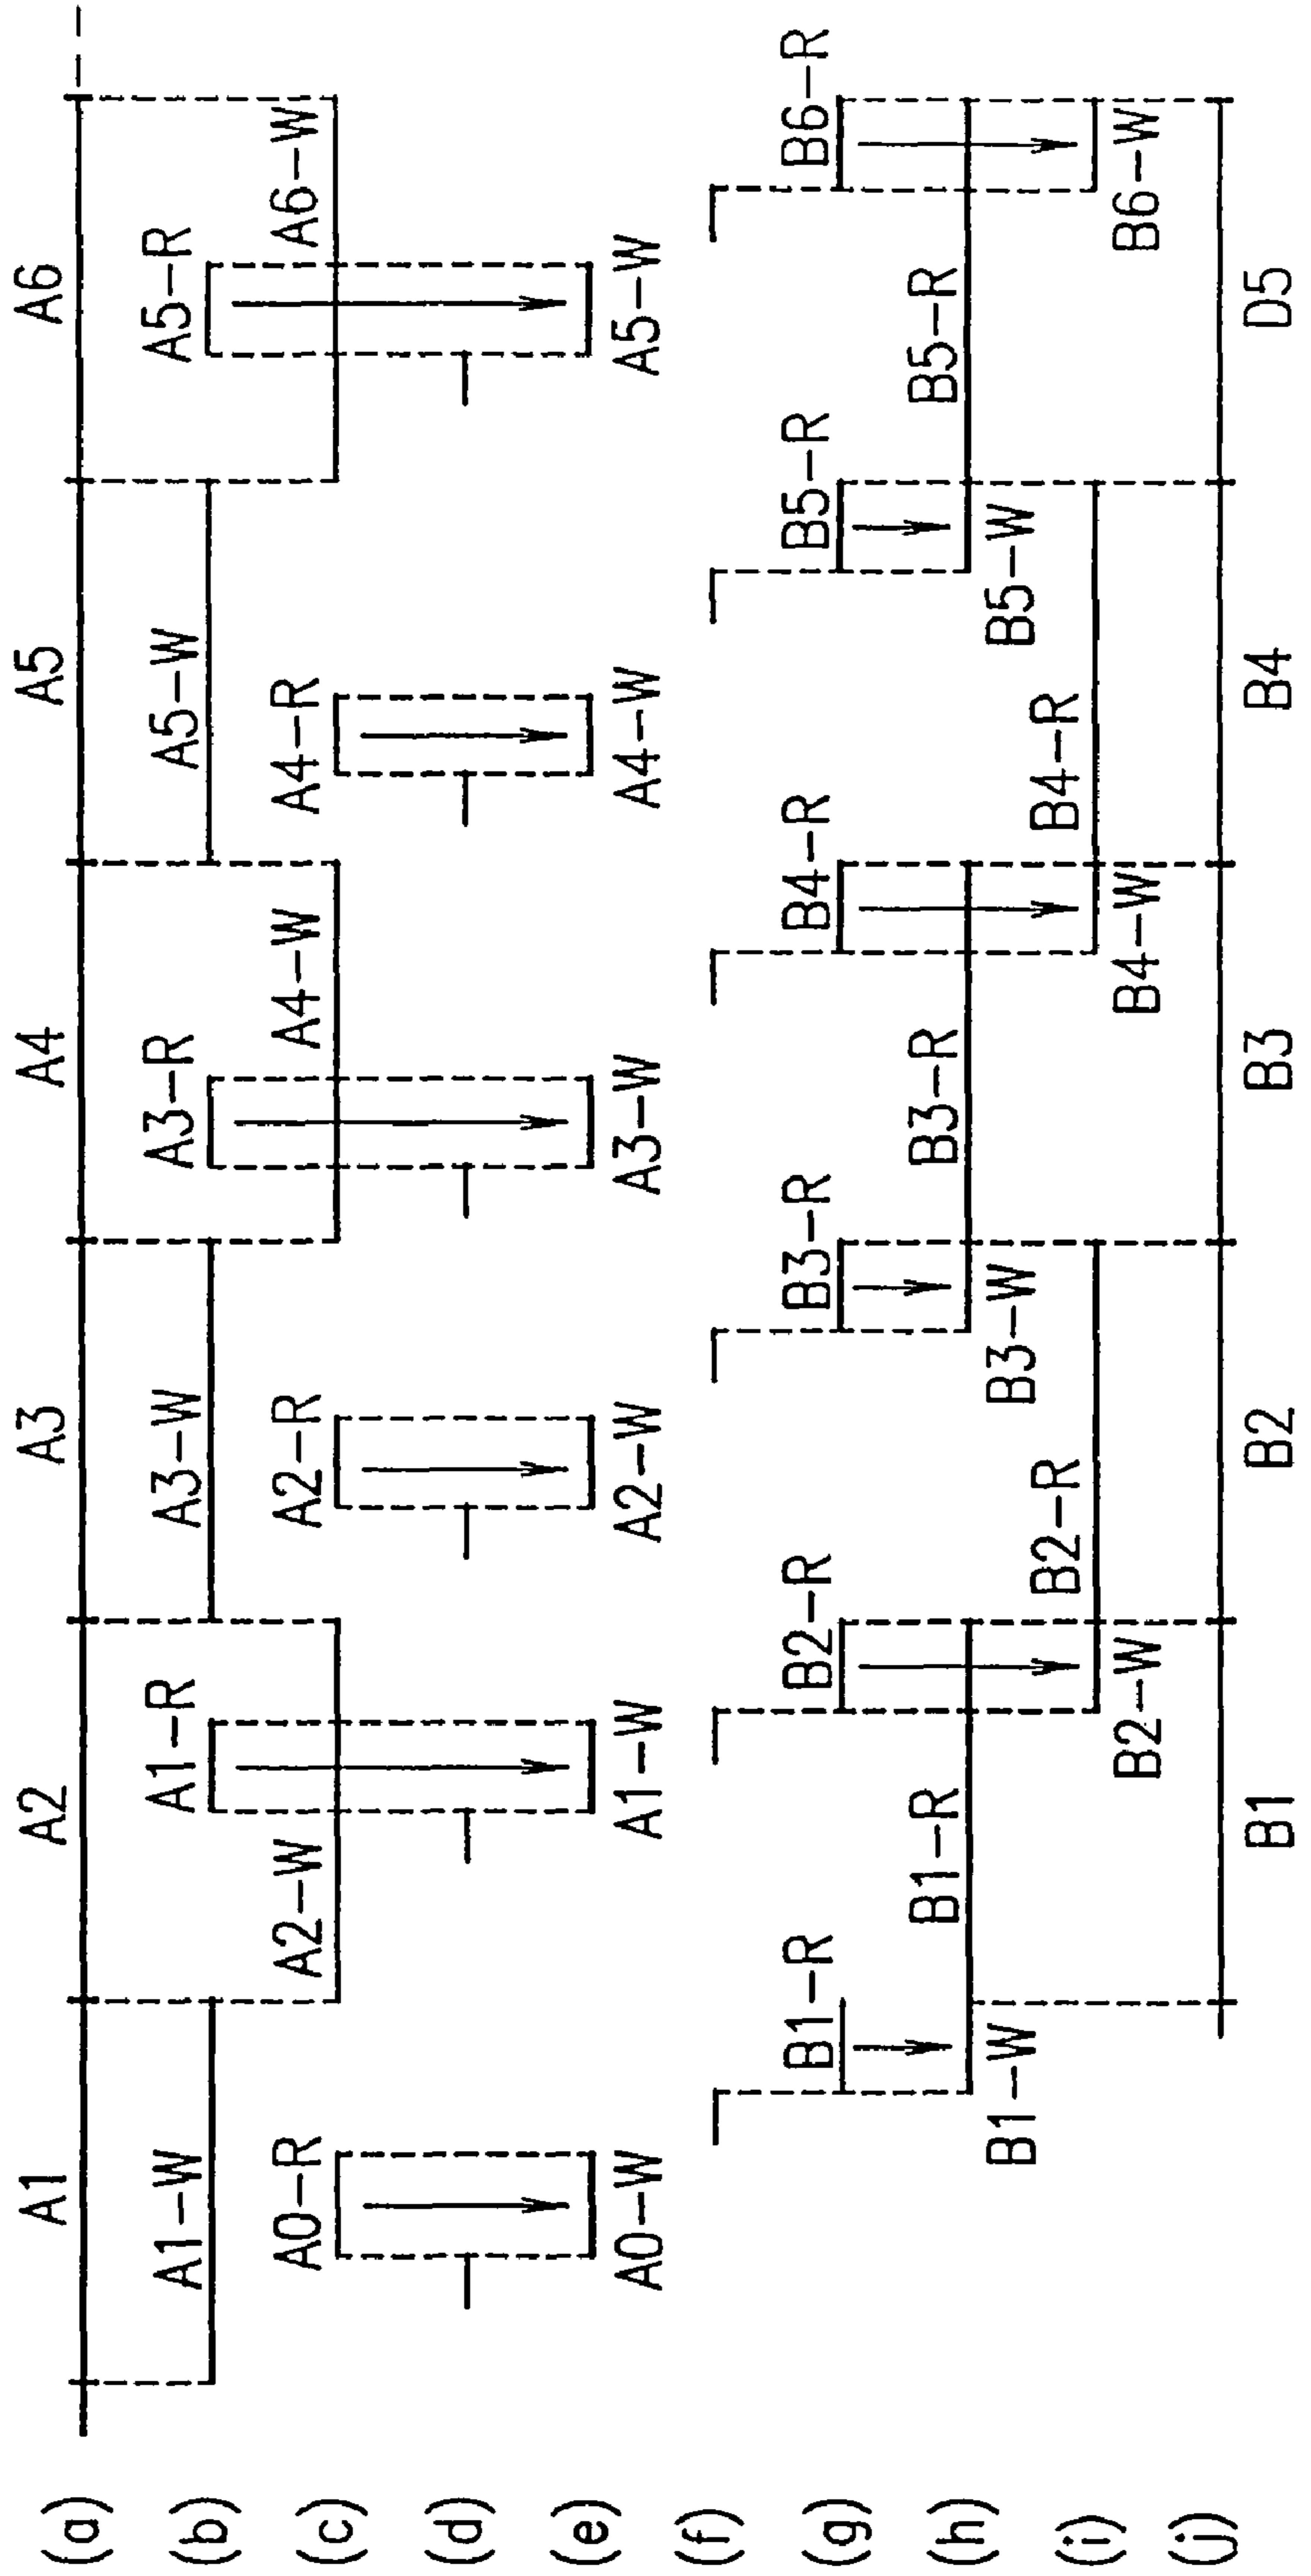 (a) A1 A2 A3 A4 A5 A6
(b) A1-W A1-R A3-W A3-R A5-W A5-R
(c) A0-R A2-W A2-R A4-W A4-R A6-W
(d)
(e) A0-W A1-W A2-W A3-W A4-W A5-W
(f)
(g) B1-R B2-R B3-R B4-R B5-R B6-R
(h) B1-R B3-R B5-R
B1-W B3-W B5-W
(i) B2-R B4-R
B2-W B4-W B6-W
(j) B1 B2 B3 B4 D5